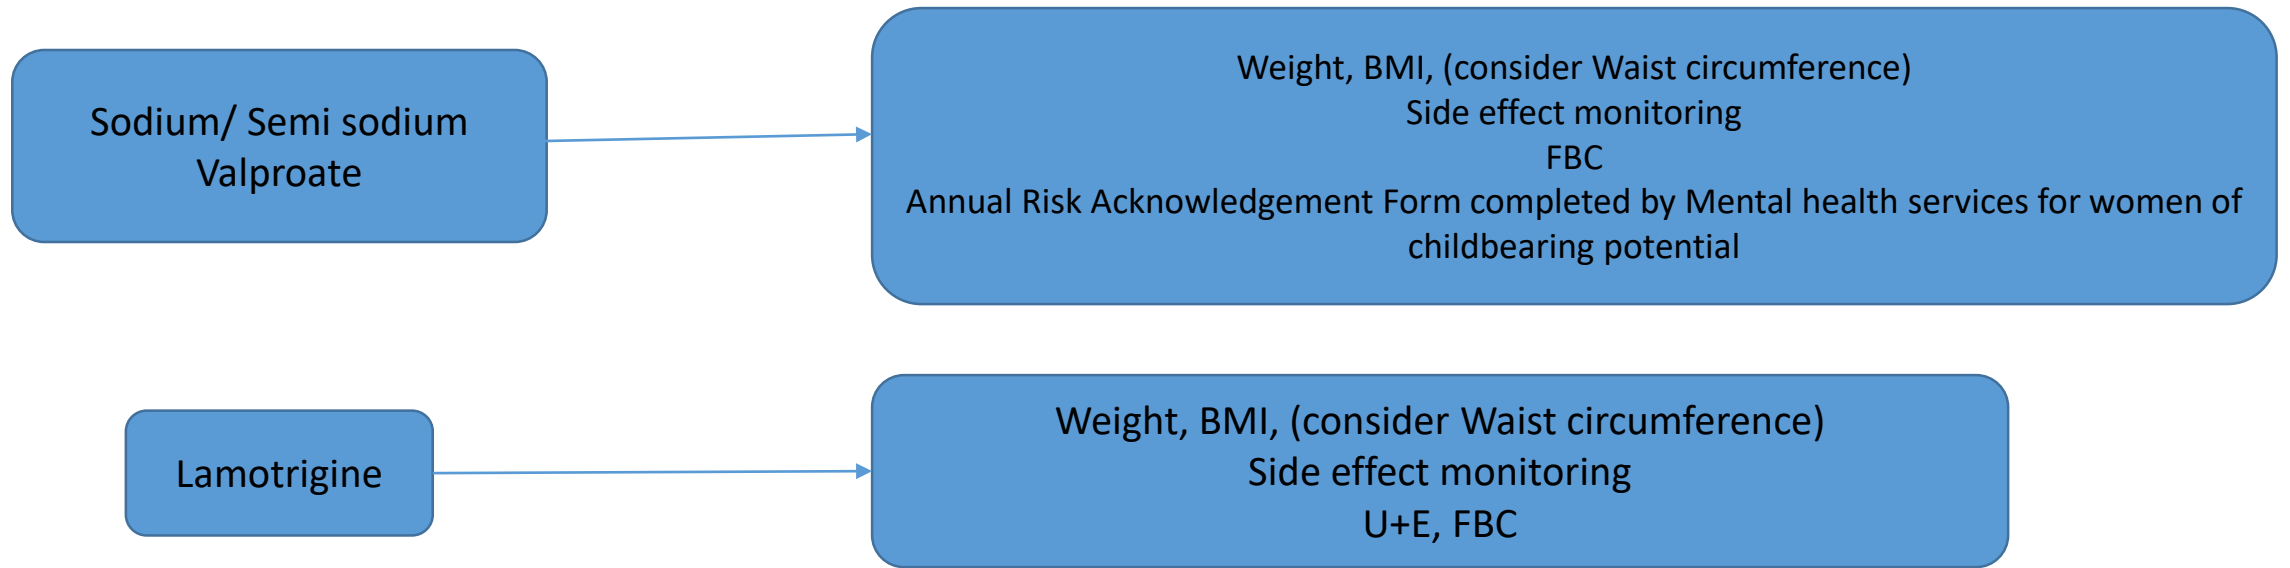 Sodium/ Semi sodium
Valproate
Weight, BMI, (consider Waist circumference)
Side effect monitoring
FBC
Annual Risk Acknowledgement Form completed by Mental health services for women of
childbearing potential
Lamotrigine
Weight, BMI, (consider Waist circumference)
Side effect monitoring
U+E, FBC